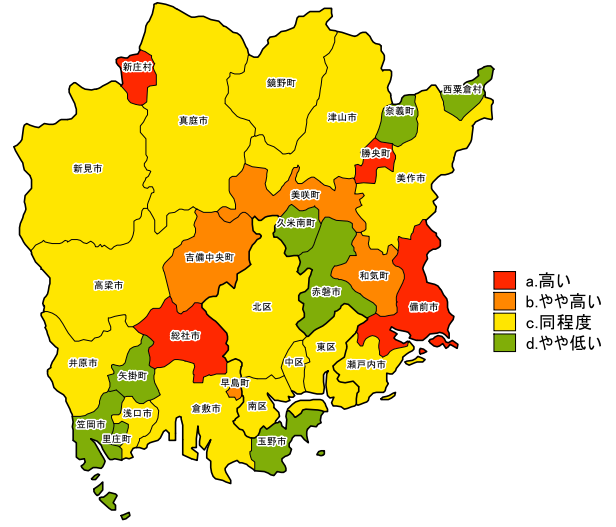 新庄村
鏡野町
西粟倉村
奈義町
真庭市
津山市
勝央町
新見市
美作市
美咲町
久米南町
吉備中央町
和気町
高梁市
赤磐市
備前市
北区
総社市
東区
中区
井原市
瀬戸内市
矢掛町
早島町
浅口市
倉敷市
南区
笠岡市
里庄町
玉野市
a.高い
b.やや高い
c.同程度
d.やや低い